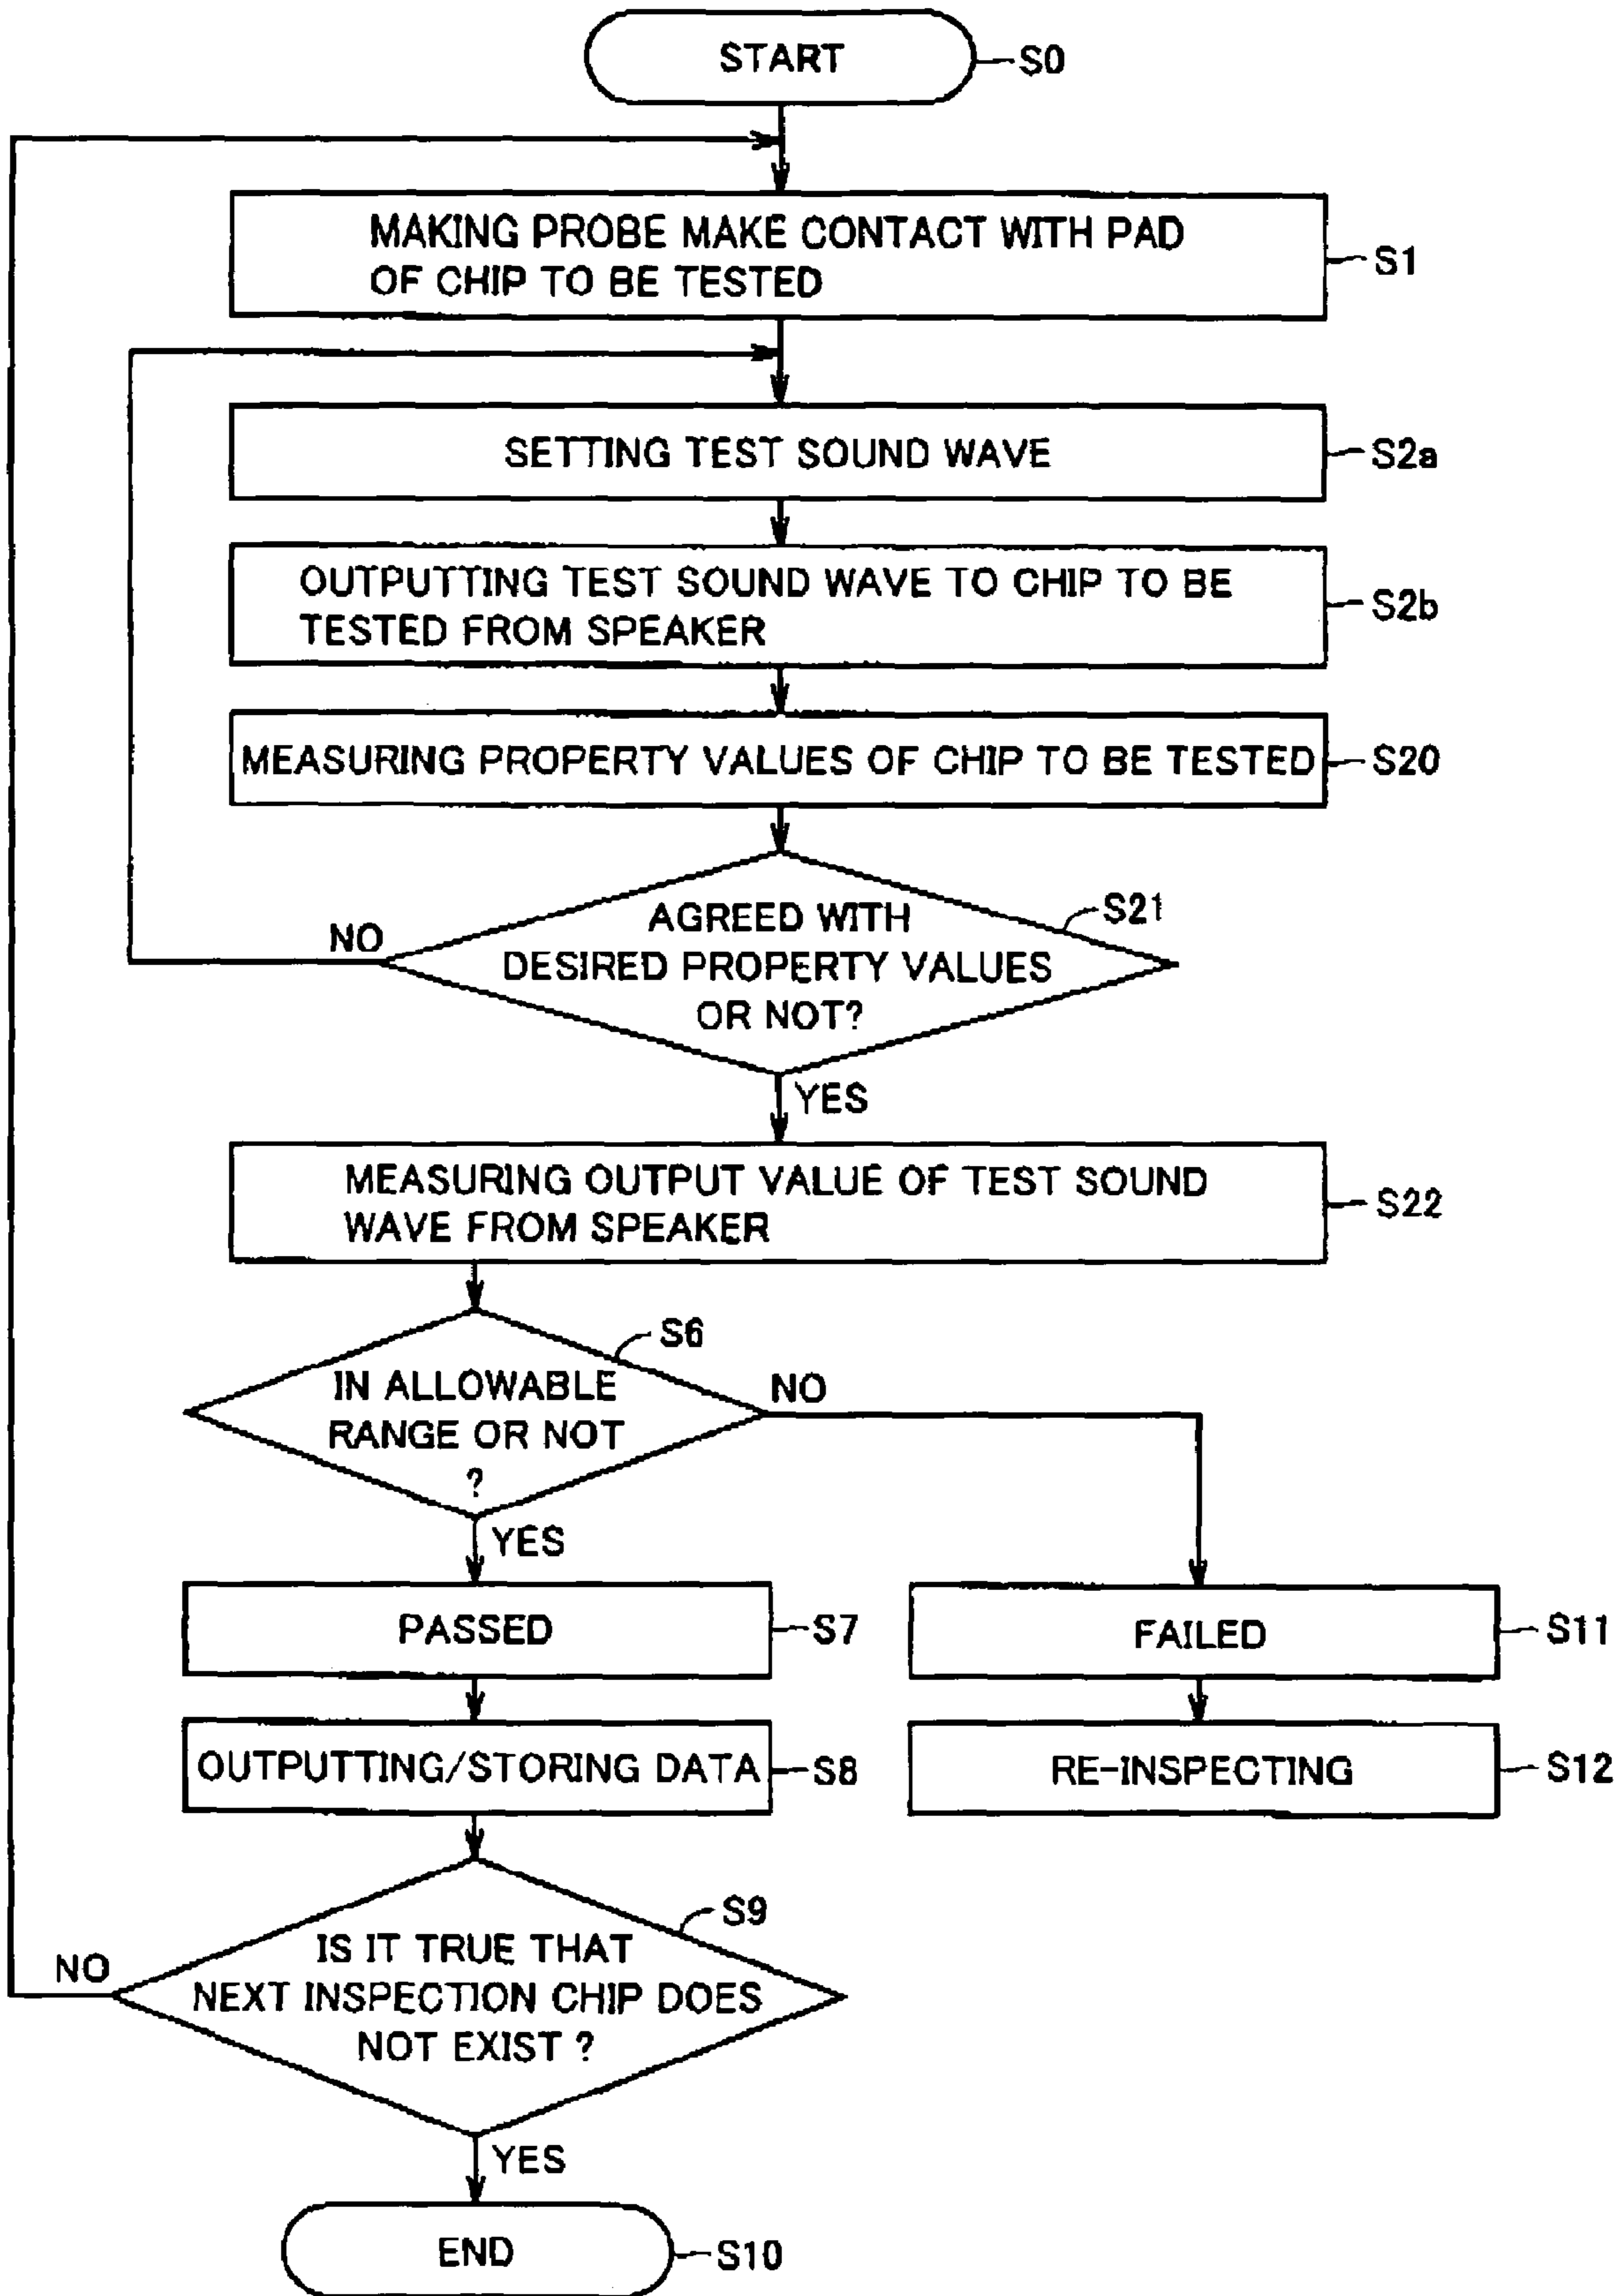 START
S0
MAKING PROBE MAKE CONTACT WITH PAD
OF CHIP TO BE TESTED
S1
SETTING TEST SOUND WAVE
S2a
OUTPUTTING TEST SOUND WAVE TO CHIP TO BE
TESTED FROM SPEAKER
S2b
MEASURING PROPERTY VALUES OF CHIP TO BE TESTED
S20
AGREED WITH
DESIRED PROPERTY VALUES
OR NOT?
S21
NO
YES
MEASURING OUTPUT VALUE OF TEST SOUND
WAVE FROM SPEAKER
S22
IN ALLOWABLE
RANGE OR NOT
?
S6
NO
YES
PASSED
S7
FAILED
S11
OUTPUTTING/STORING DATA
S8
RE-INSPECTING
S12
IS IT TRUE THAT
NEXT INSPECTION CHIP DOES
NOT EXIST ?
S9
NO
YES
END
S10